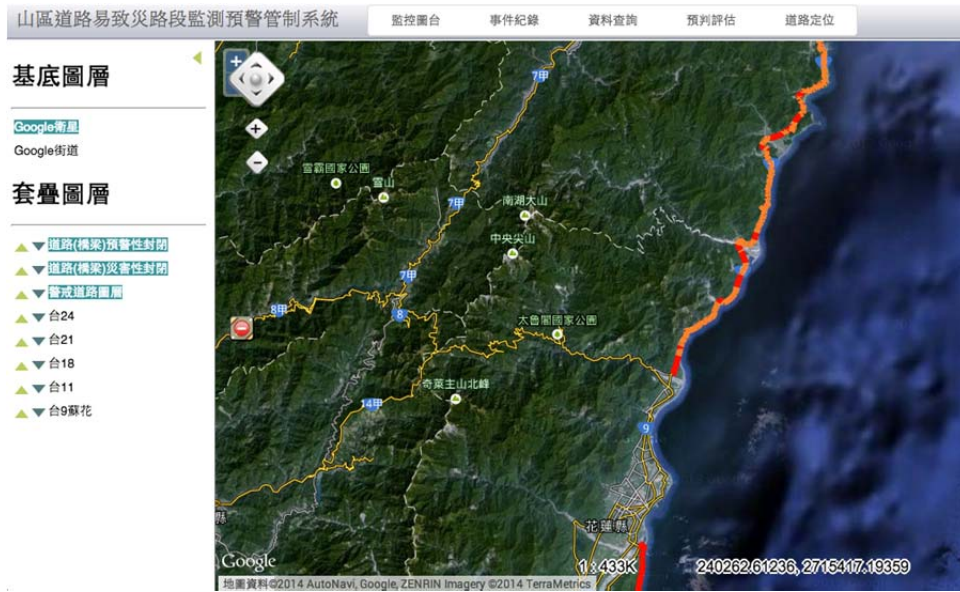 山區道路易致災路段監測預警管制系統
監控圖台 事件紀錄 資料查詢 預判評估 道路定位
基底圖層
Google衛星
Google街道
套疊圖層
道路(橋梁)預警性封閉
道路(橋梁)災害性封閉
警戒道路圖層
台24
台21
台18
台11
台9蘇花
7甲
雪霸國家公園
雪山
7甲
南湖大山
中央尖山
7甲
8甲
8
太魯閣國家公園
奇萊主山北峰
14甲
9
縣
花蓮縣
Google
1 : 433K
240262.61236, 2715417.19359
地圖資料©2014 AutoNavi, Google, ZENRIN Imagery ©2014 TerraMetrics